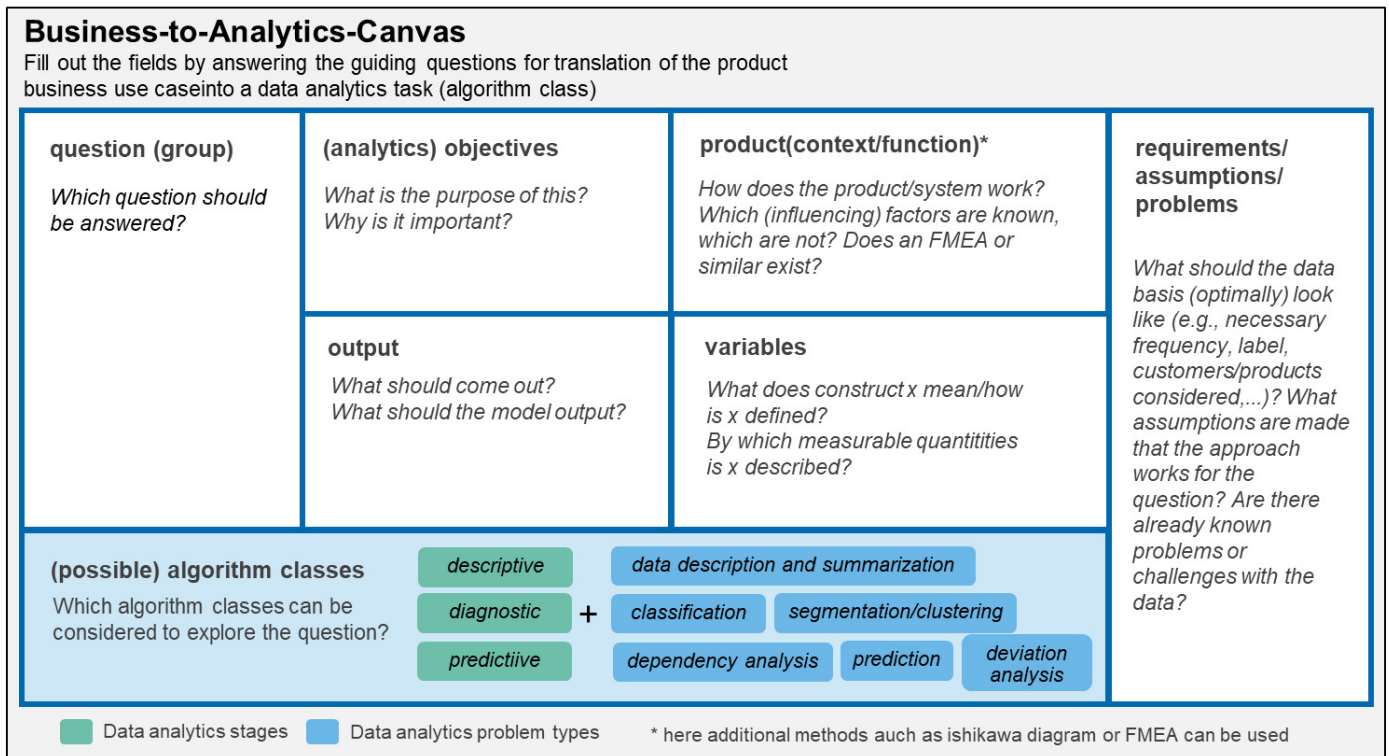 Business-to-Analytics-Canvas
Fill out the fields by answering the guiding questions for translation of the product
business use caseinto a data analytics task (algorithm class)
question (group)
Which question should
be answered?
(analytics) objectives
What is the purpose of this?
Why is it important?
product(context/function)*
How does the product/system work?
Which (influencing) factors are known,
which are not? Does an FMEA or
similar exist?
requirements/
assumptions/
problems
What should the data
basis (optimally) look
like (e.g., necessary
frequency, label,
customers/products
considered,...)? What
assumptions are made
that the approach
works for the
question? Are there
already known
problems or
challenges with the
data?
output
What should come out?
What should the model output?
variables
What does construct x mean/how
is x defined?
By which measurable quantitities
is x described?
(possible) algorithm classes
Which algorithm classes can be
considered to explore the question?
descriptive
diagnostic
predictiive
+
data description and summarization
classification
segmentation/clustering
dependency analysis
prediction
deviation
analysis
Data analytics stages
Data analytics problem types
* here additional methods auch as ishikawa diagram or FMEA can be used